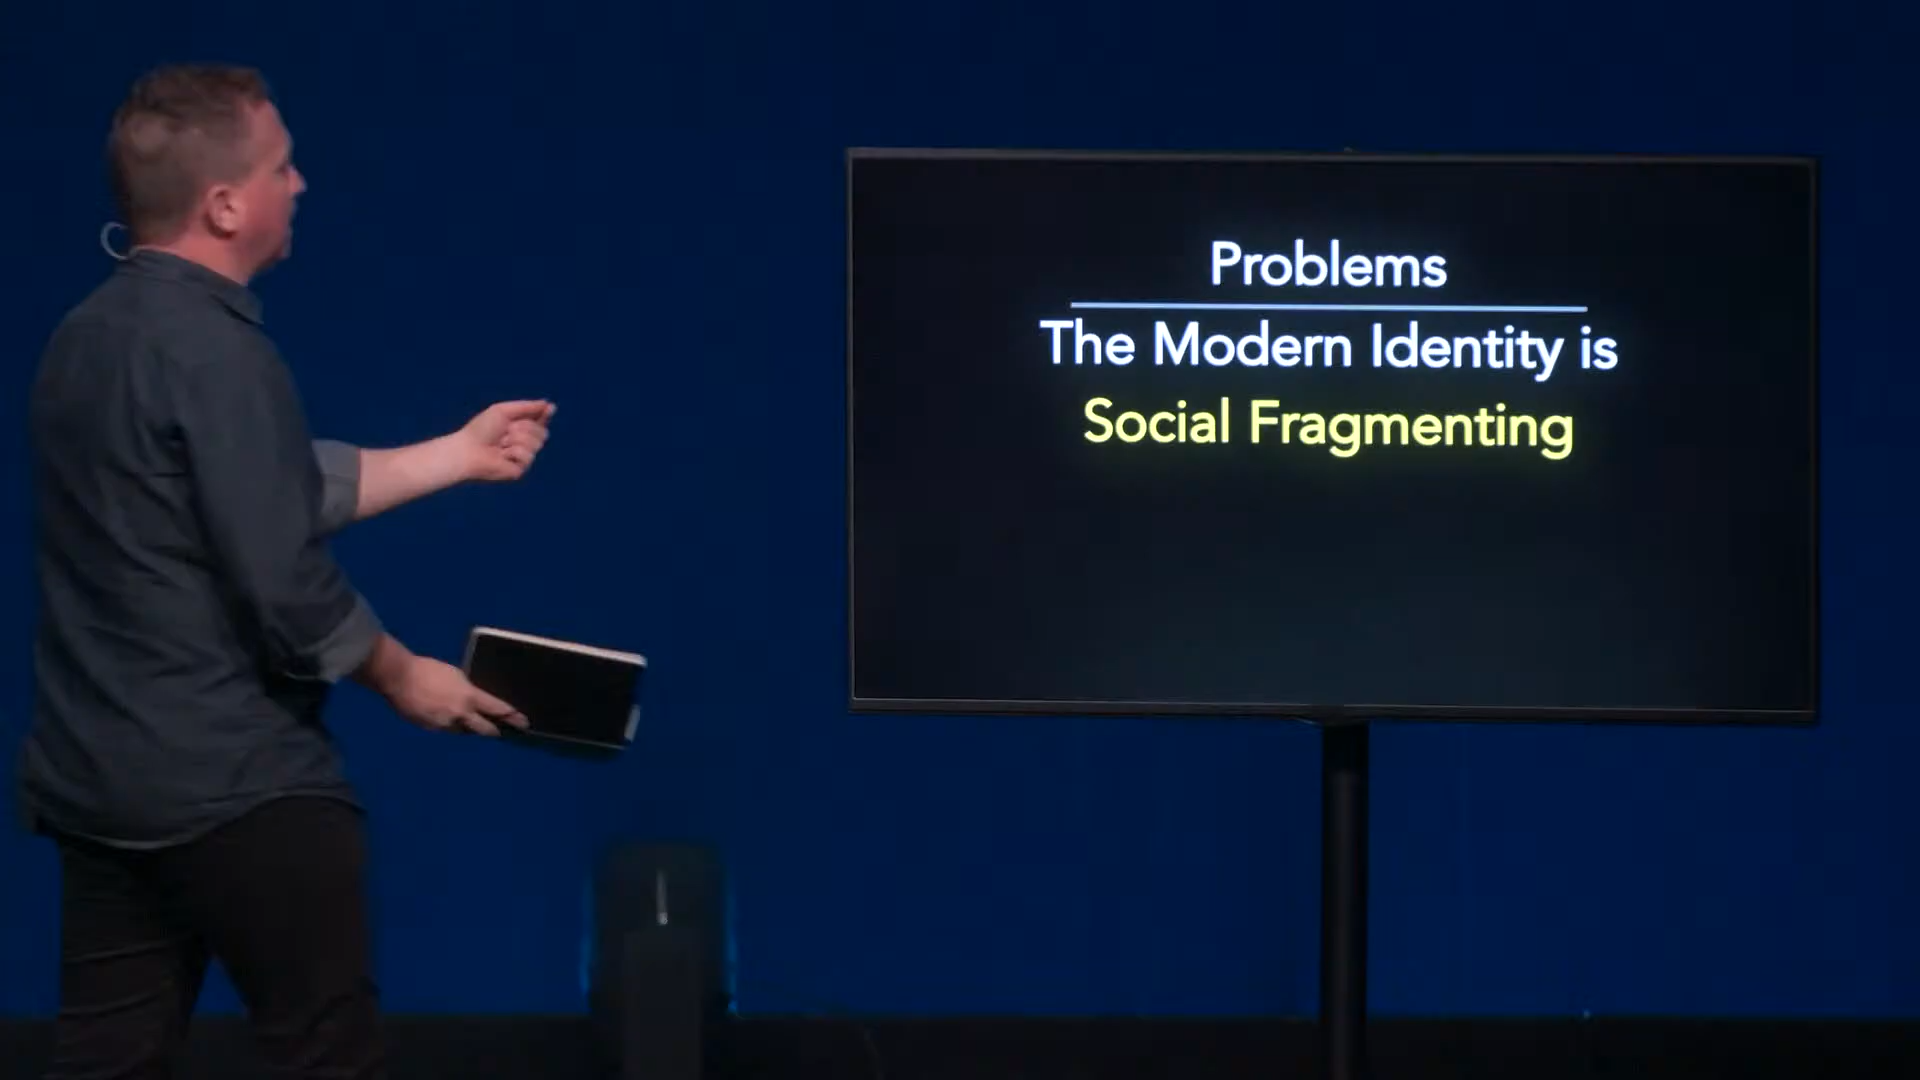 Problems
The Modern Identity is
Social Fragmenting